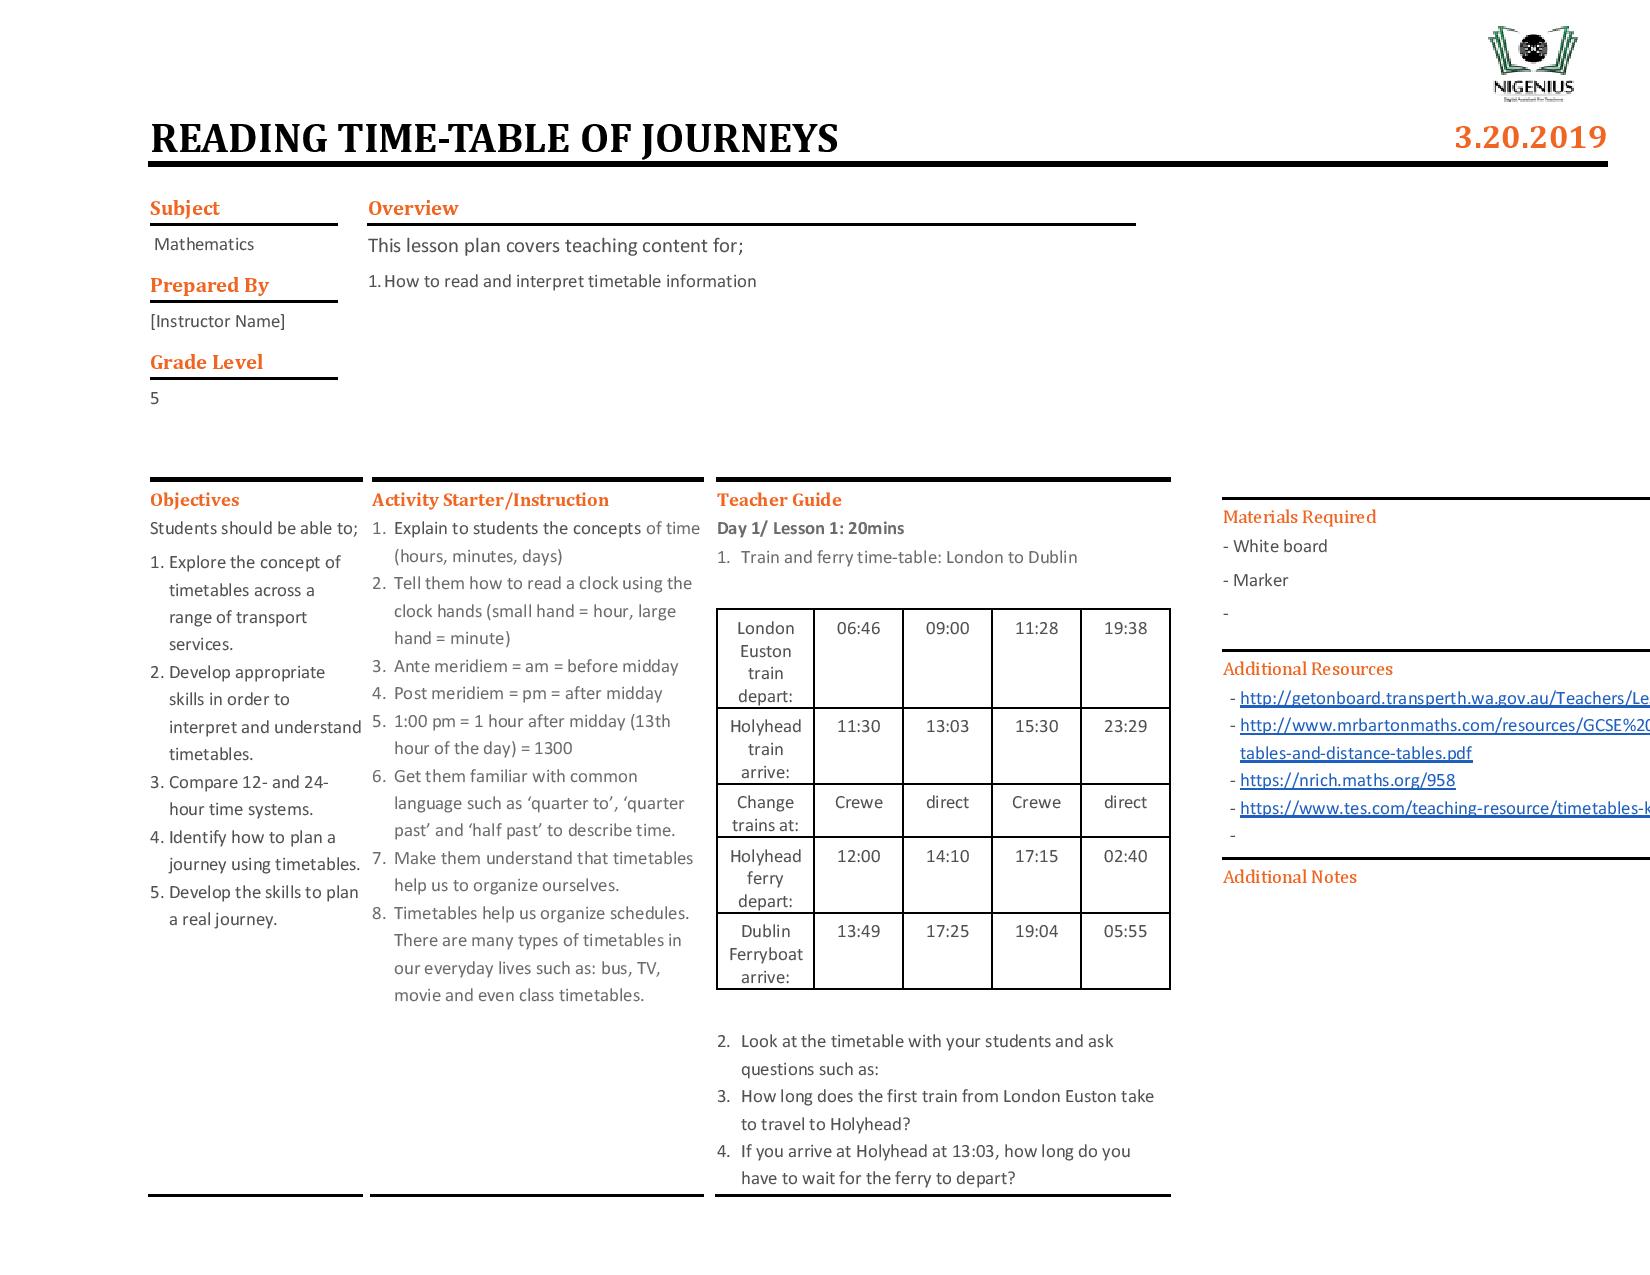 NIGENIUS
Digital Assistant For Teachers
READING TIME-TABLE OF JOURNEYS
3.20.2019
Subject
Mathematics
Prepared By
[Instructor Name]
Grade Level
5
Overview
This lesson plan covers teaching content for;
1. How to read and interpret timetable information
Objectives
Students should be able to;
1. Explore the concept of
timetables across a
range of transport
services.
2. Develop appropriate
skills in order to
interpret and understand
timetables.
3. Compare 12- and 24-
hour time systems.
4. Identify how to plan a
journey using timetables.
5. Develop the skills to plan
a real journey.
Activity Starter/Instruction
1. Explain to students the concepts of time
(hours, minutes, days)
2. Tell them how to read a clock using the
clock hands (small hand = hour, large
hand = minute)
3. Ante meridiem = am = before midday
4. Post meridiem = pm = after midday
5. 1:00 pm = 1 hour after midday (13th
hour of the day) = 1300
6. Get them familiar with common
language such as ‘quarter to’, ‘quarter
past’ and ‘half past’ to describe time.
7. Make them understand that timetables
help us to organize ourselves.
8. Timetables help us organize schedules.
There are many types of timetables in
our everyday lives such as: bus, TV,
movie and even class timetables.
Teacher Guide
Day 1/ Lesson 1: 20mins
1. Train and ferry time-table: London to Dublin
London 06:46 09:00 11:28 19:38
Euston
train
depart:
Holyhead 11:30 13:03 15:30 23:29
train
arrive:
Change Crewe direct Crewe direct
trains at:
Holyhead 12:00 14:10 17:15 02:40
ferry
depart:
Dublin 13:49 17:25 19:04 05:55
Ferryboat
arrive:
2. Look at the timetable with your students and ask
questions such as:
3. How long does the first train from London Euston take
to travel to Holyhead?
4. If you arrive at Holyhead at 13:03, how long do you
have to wait for the ferry to depart?
Materials Required
- White board
- Marker
-
Additional Resources
- http://getonboard.transperth.wa.gov.au/Teachers/Le
- http://www.mrbartonmaths.com/resources/GCSE%20
tables-and-distance-tables.pdf
- https://nrich.maths.org/958
- https://www.tes.com/teaching-resource/timetables-k
-
Additional Notes